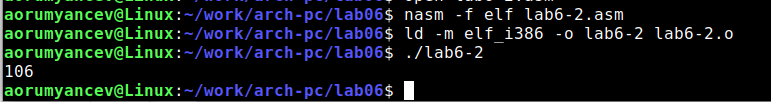 aorumyancev@Linux:~/work/arch-pc/lab06$ nasm -f elf lab6-2.asm
aorumyancev@Linux:~/work/arch-pc/lab06$ ld -m elf_i386 -o lab6-2 lab6-2.o
aorumyancev@Linux:~/work/arch-pc/lab06$ ./lab6-2
106
aorumyancev@Linux:~/work/arch-pc/lab06$